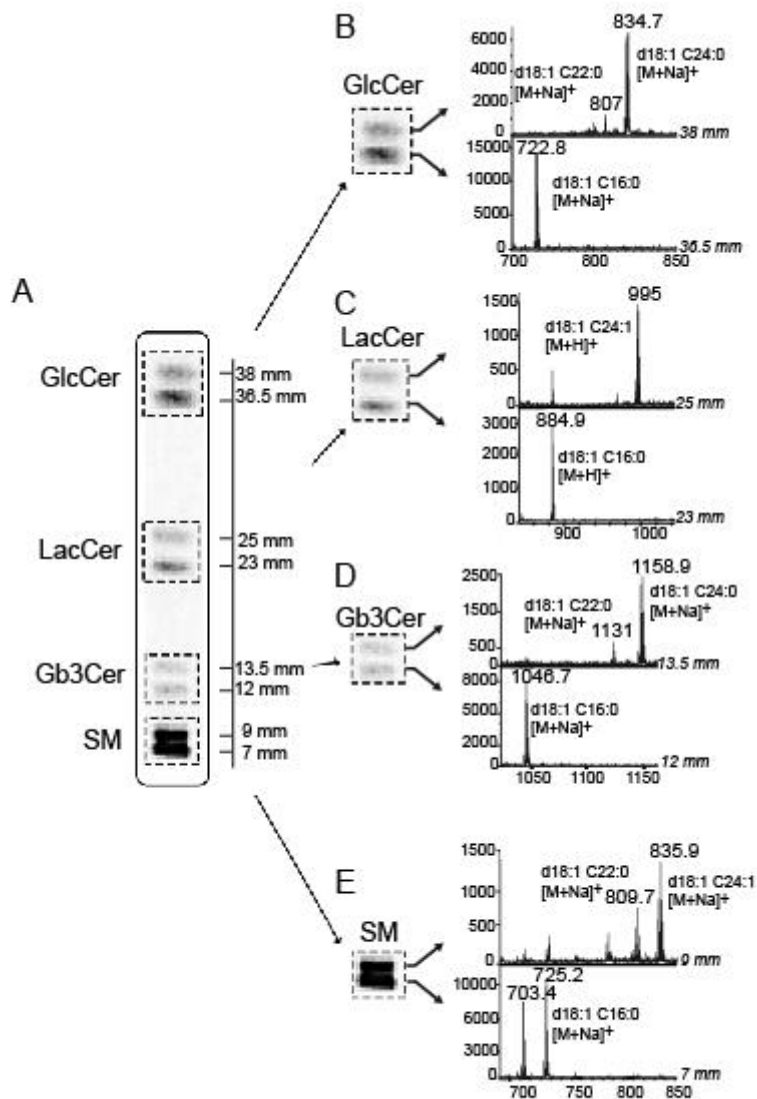 B
GlcCer
834.7
6000
4000
2000
0
d18:1 C22:0
[M+Na]+
807
d18:1 C24:0
[M+Na]+
38 mm
15000
10000
5000
0
722.8
d18:1 C16:0
[M+Na]+
36.5 mm
700 800 850
A
GlcCer
38 mm
36.5 mm
LacCer
25 mm
23 mm
Gb3Cer
13.5 mm
12 mm
SM
9 mm
7 mm
C
LacCer
995
1500
1000
500
0
d18:1 C24:1
[M+H]+
25 mm
3000
2000
1000
0
884.9
d18:1 C16:0
[M+H]+
23 mm
900 1000
D
Gb3Cer
1158.9
2500
1500
500
0
d18:1 C22:0
[M+Na]+
1131
d18:1 C24:0
[M+Na]+
13.5 mm
8000
6000
4000
2000
0
1046.7
d18:1 C16:0
[M+Na]+
12 mm
1050 1100 1150
E
SM
835.9
1500
1000
500
0
d18:1 C22:0
[M+Na]+
809.7
d18:1 C24:1
[M+Na]+
9 mm
10000
6000
3000
0
725.2
703.4
d18:1 C16:0
[M+Na]+
7 mm
700 750 800 850